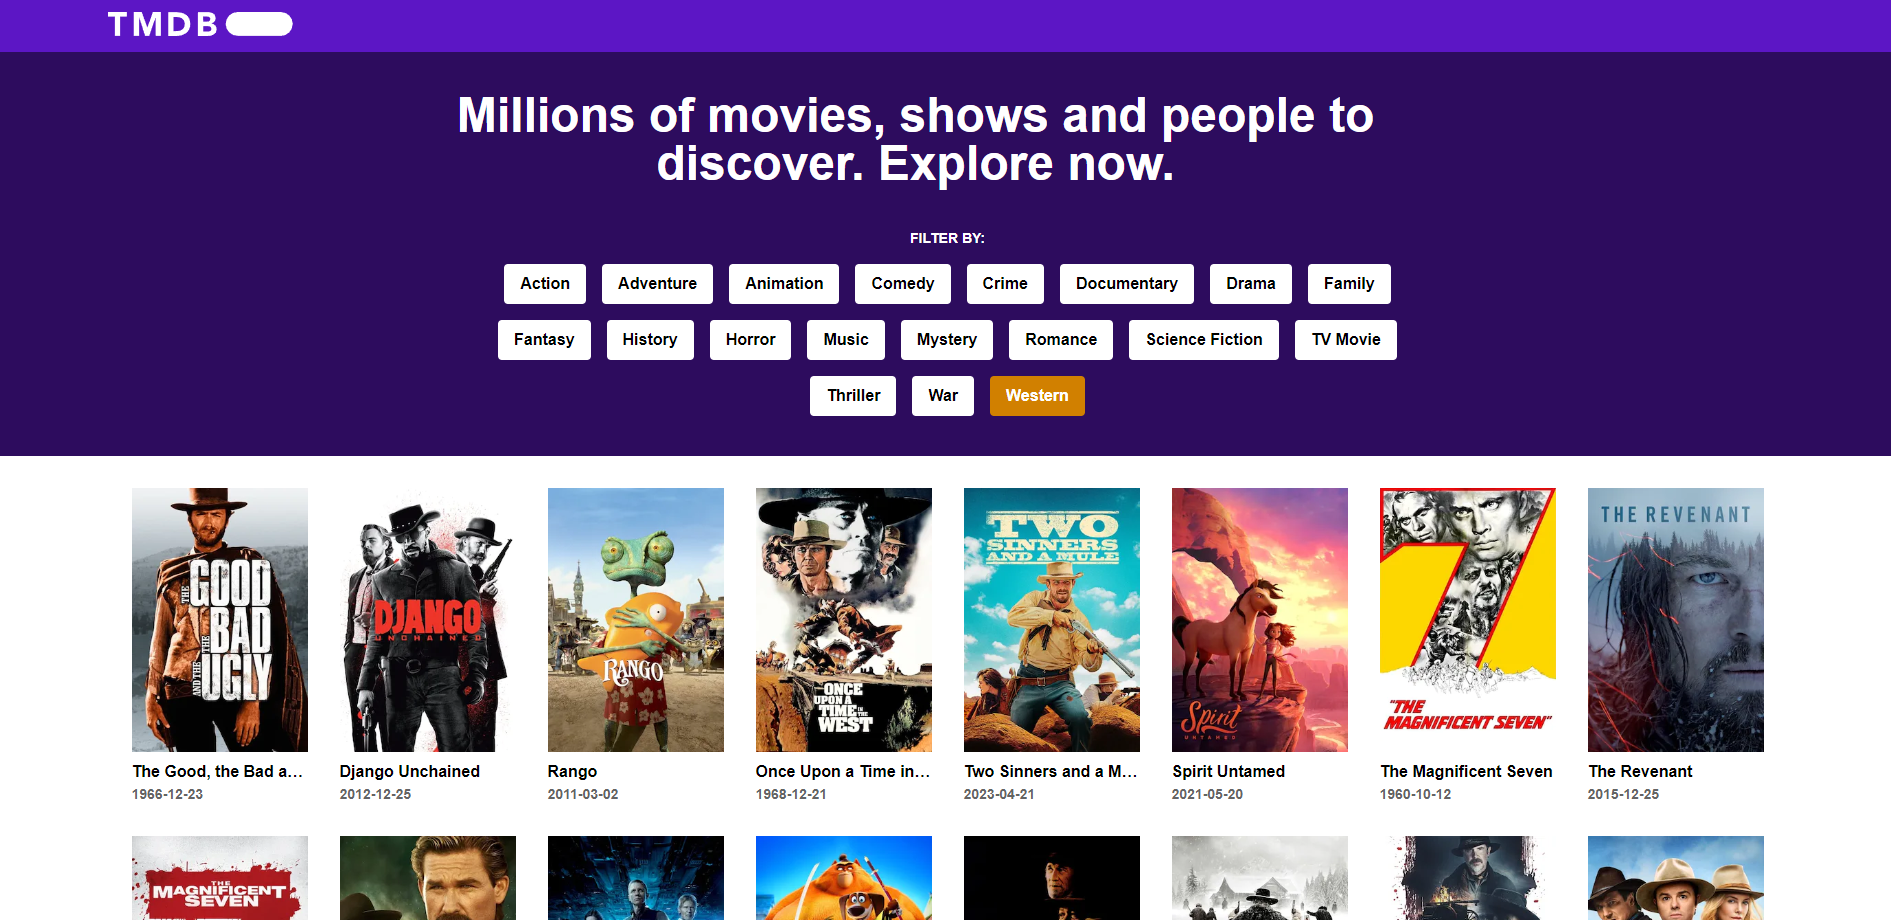 TMDB
Millions of movies, shows and people to
discover. Explore now.
FILTER BY:
Action Adventure Animation Comedy Crime Documentary Drama Family
Fantasy History Horror Music Mystery Romance Science Fiction TV Movie
Thriller War Western
THE GOOD
THE BAD
AND THE UGLY
DJANGO
UNCHAINED
RANGO
ONCE
UPON A
TIME IN THE
WEST
TWO
SINNERS
AND A MULE
Spirit
UNTAMED
"THE
MAGNIFICENT SEVEN"
THE REVENANT
The Good, the Bad a... Django Unchained Rango Once Upon a Time in... Two Sinners and a M... Spirit Untamed The Magnificent Seven The Revenant
1966-12-23 2012-12-25 2011-03-02 1968-12-21 2023-04-21 2021-05-20 1960-10-12 2015-12-25
THE
MAGNIFICENT
SEVEN